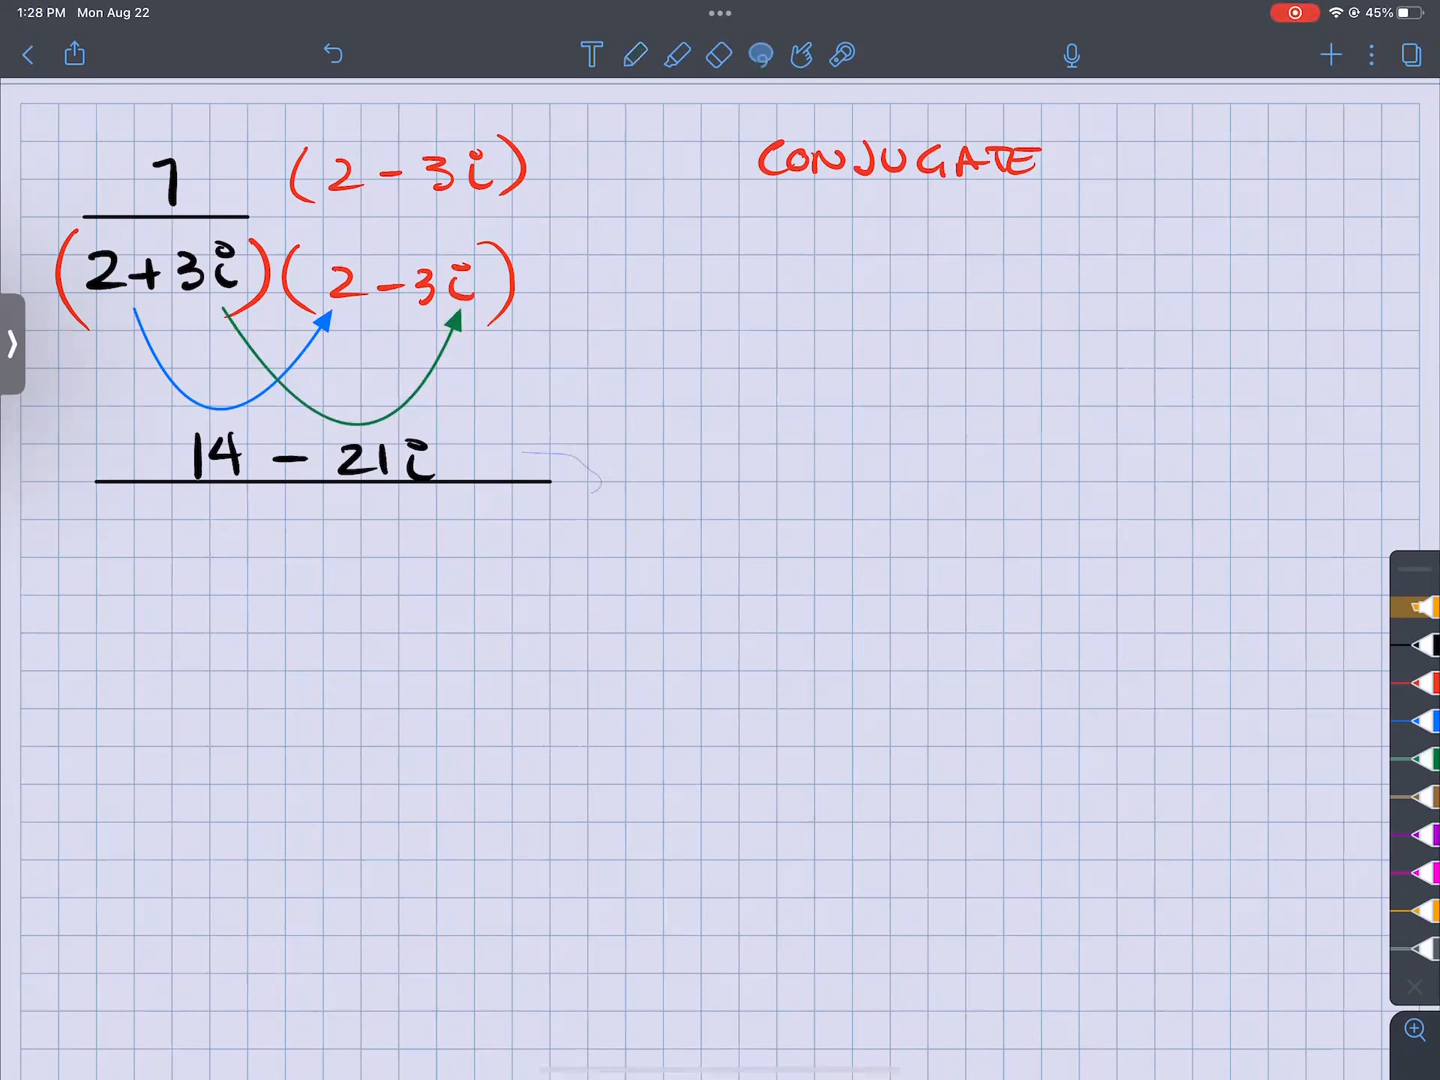 1:28 PM Mon Aug 22
45%
7 (2 - 3i) CONJUGATE
(2 + 3i)(2 - 3i)
14 - 21i